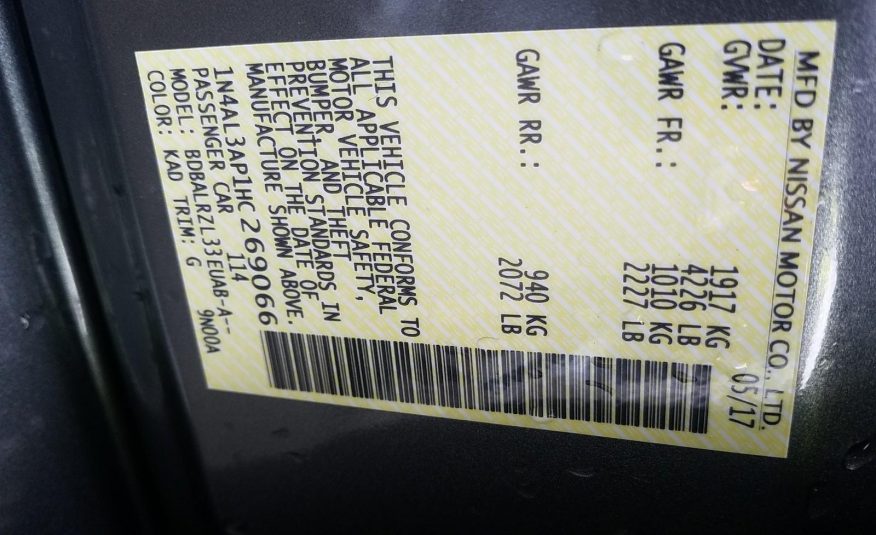 MFD BY NISSAN MOTOR CO., LTD.
DATE: 05/17
GVWR: 1917 KG
4226 LB
GAWR FR.: 1010 KG
2227 LB
GAWR RR.: 940 KG
2072 LB
THIS VEHICLE CONFORMS TO
ALL APPLICABLE FEDERAL
MOTOR VEHICLE SAFETY,
BUMPER, AND THEFT
PREVENTION STANDARDS IN
EFFECT ON THE DATE OF
MANUFACTURE SHOWN ABOVE.
1N4AL3AP1HC269066
PASSENGER CAR 114
MODEL: BDBALRZL33EUAB-A--
COLOR: KAD TRIM: G 9N00A